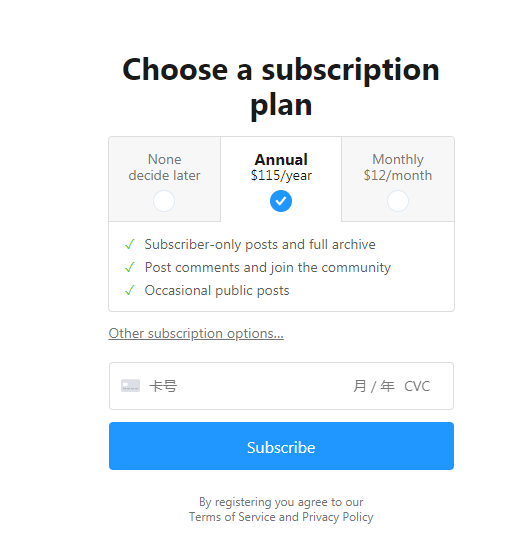 Choose a subscription
plan
None
decide later
Annual
$115/year
Monthly
$12/month
✓ Subscriber-only posts and full archive
✓ Post comments and join the community
✓ Occasional public posts
Other subscription options...
卡号 月 / 年 CVC
Subscribe
By registering you agree to our
Terms of Service and Privacy Policy